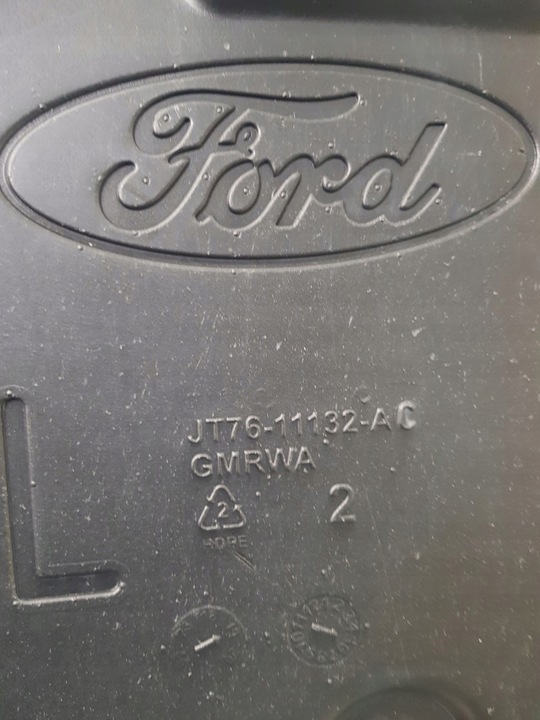 Ford
JT76-11132-AC
GMRWA
L
2
2
HDPE